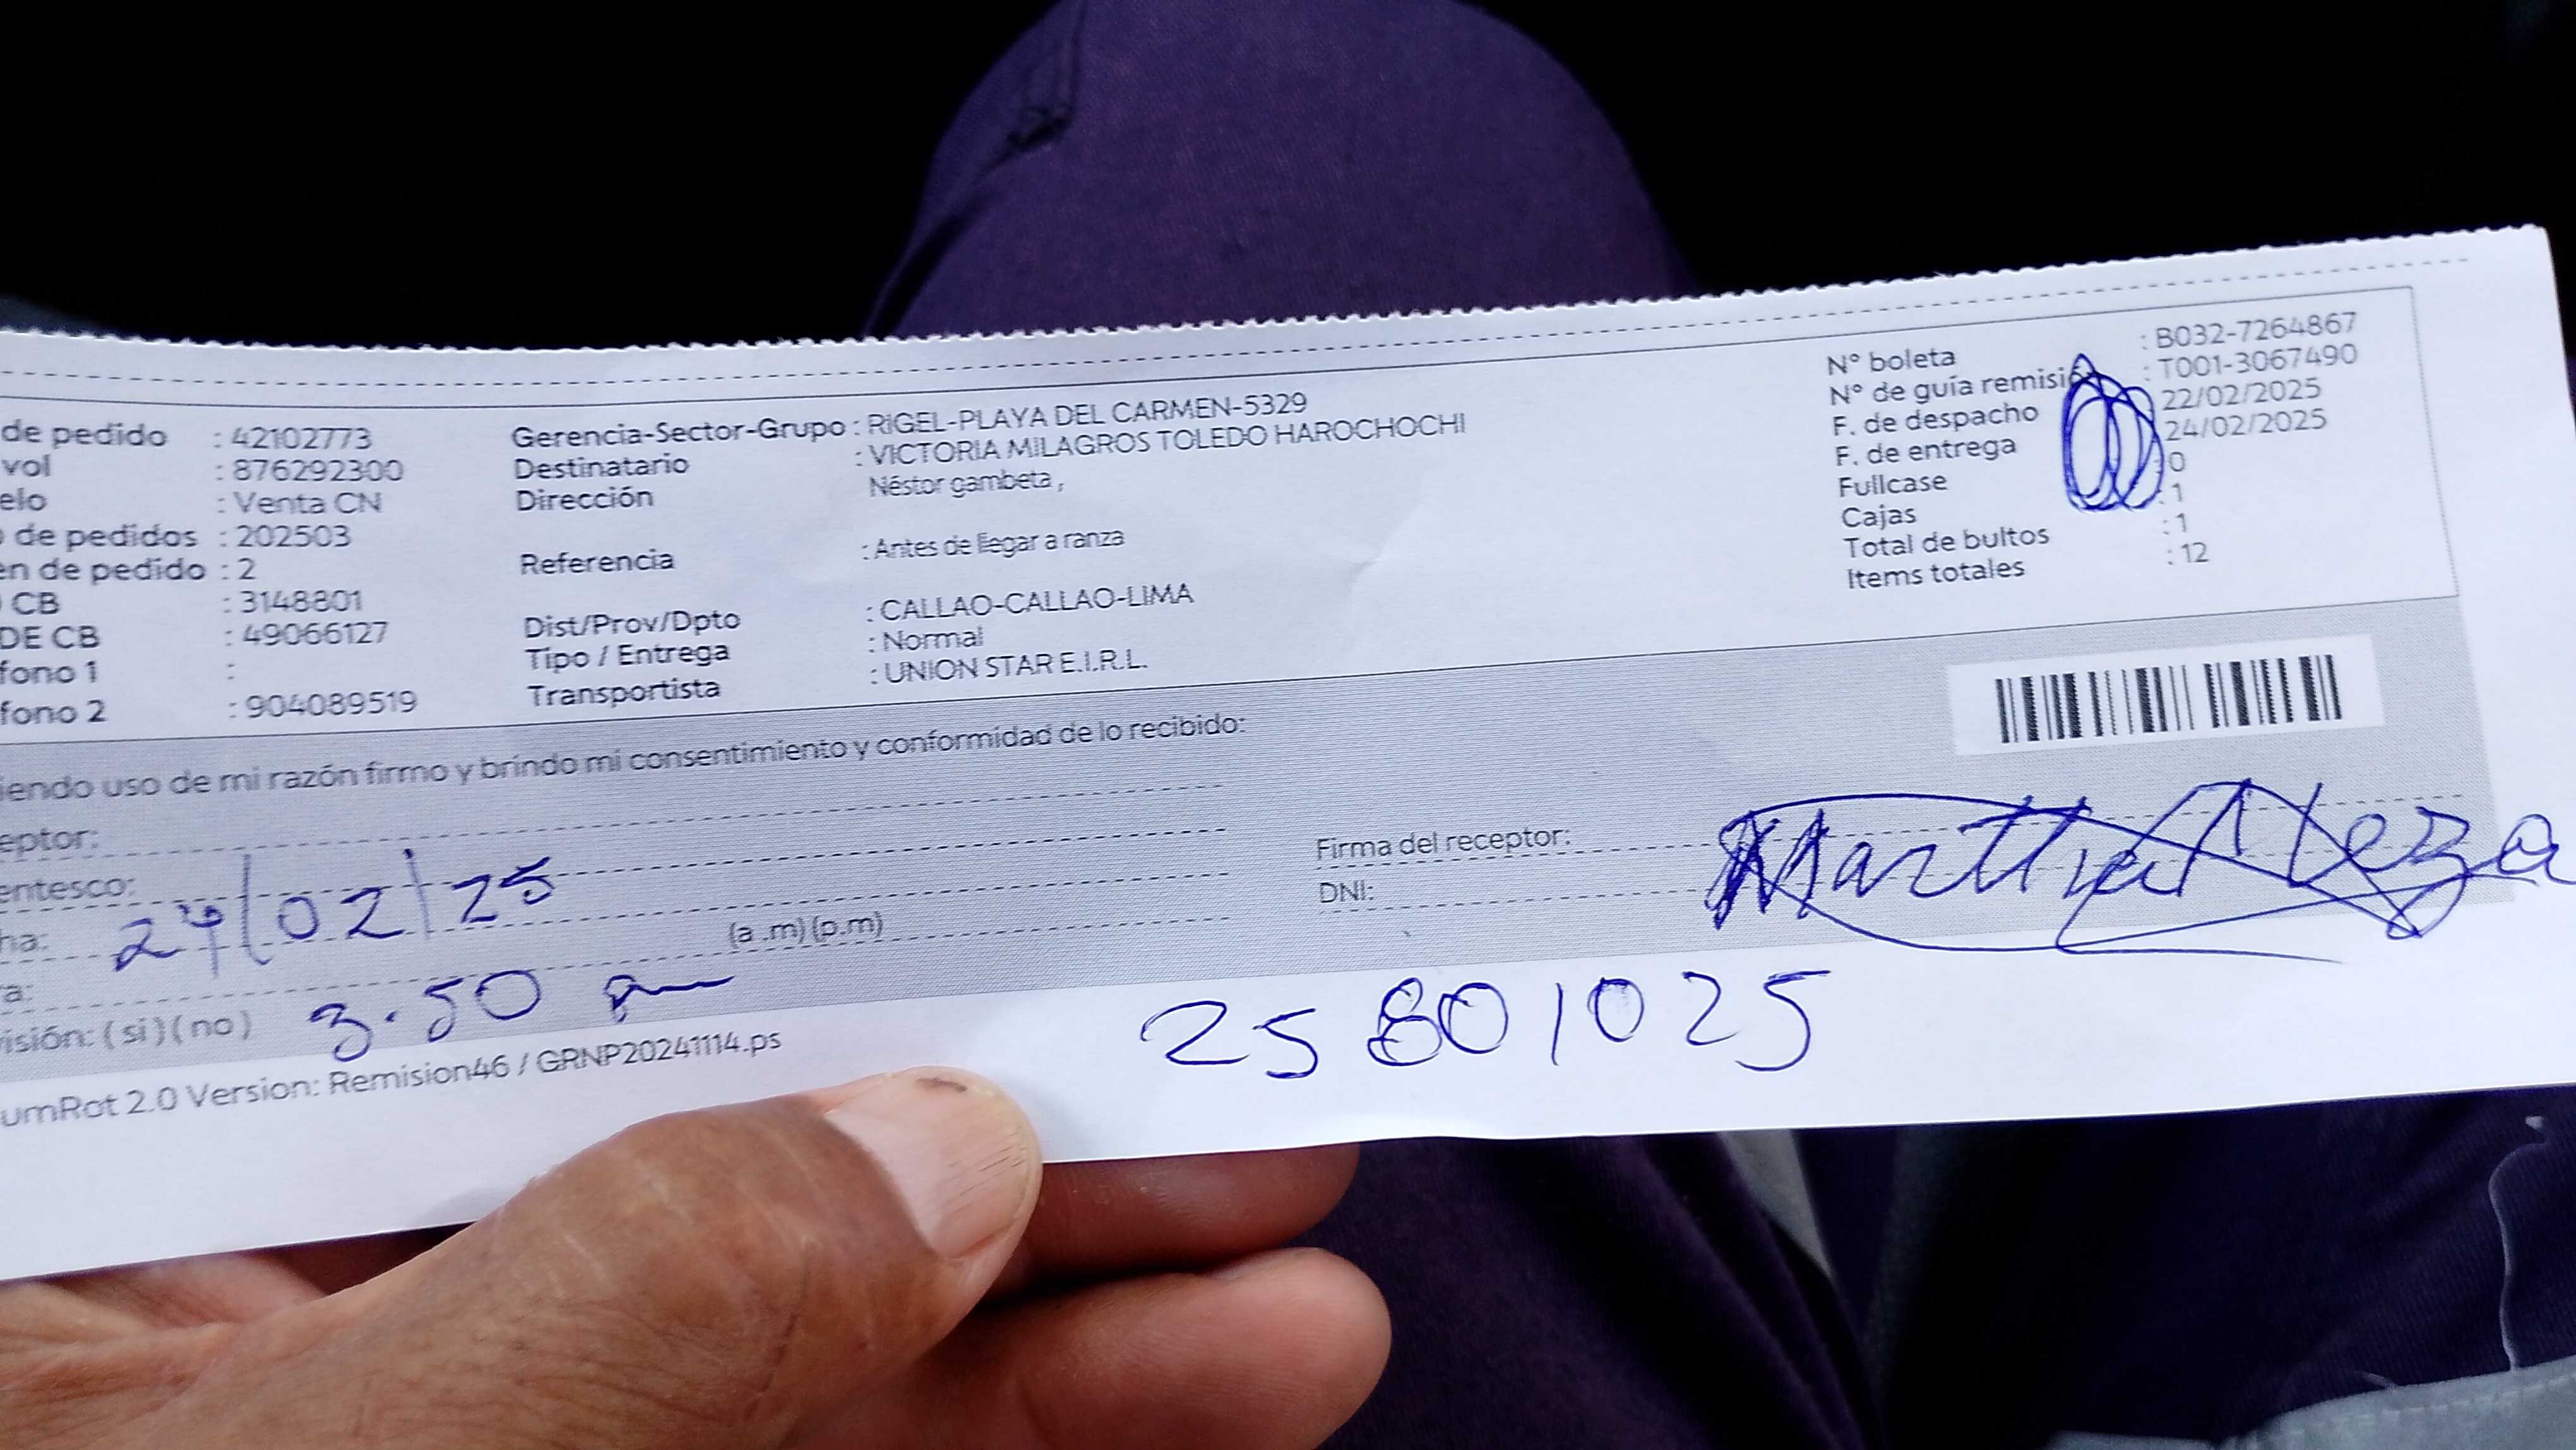 de pedido : 42102773
vol : 876292300
elo : Venta CN
de pedidos : 202503
en de pedido : 2
CB : 3148801
DE CB : 49066127
fono 1 :
fono 2 : 904089519
Gerencia-Sector-Grupo : RIGEL-PLAYA DEL CARMEN-5329
Destinatario : VICTORIA MILAGROS TOLEDO HAROCHOCHI
Dirección Néstor gambeta,
Referencia : Antes de llegar a ranza
Dist/Prov/Dpto : CALLAO-CALLAO-LIMA
Tipo / Entrega : Normal
Transportista : UNION STAR E.I.R.L.
N° boleta : B032-7264867
N° de guía remisión : T001-3067490
F. de despacho 22/02/2025
F. de entrega 24/02/2025
Fullcase : 0
Cajas : 1
Total de bultos : 1
Items totales : 12
iendo uso de mi razón firmo y brindo mi consentimiento y conformidad de lo recibido:
eptor:
entesco:
ha: 24/02/25
(a .m) (p.m)
a: 3.50 pm
isión: ( si ) ( no )
Firma del receptor: Martha Meza
DNI:
25801025
umRot 2.0 Version: Remision46 / GRNP20241114.ps